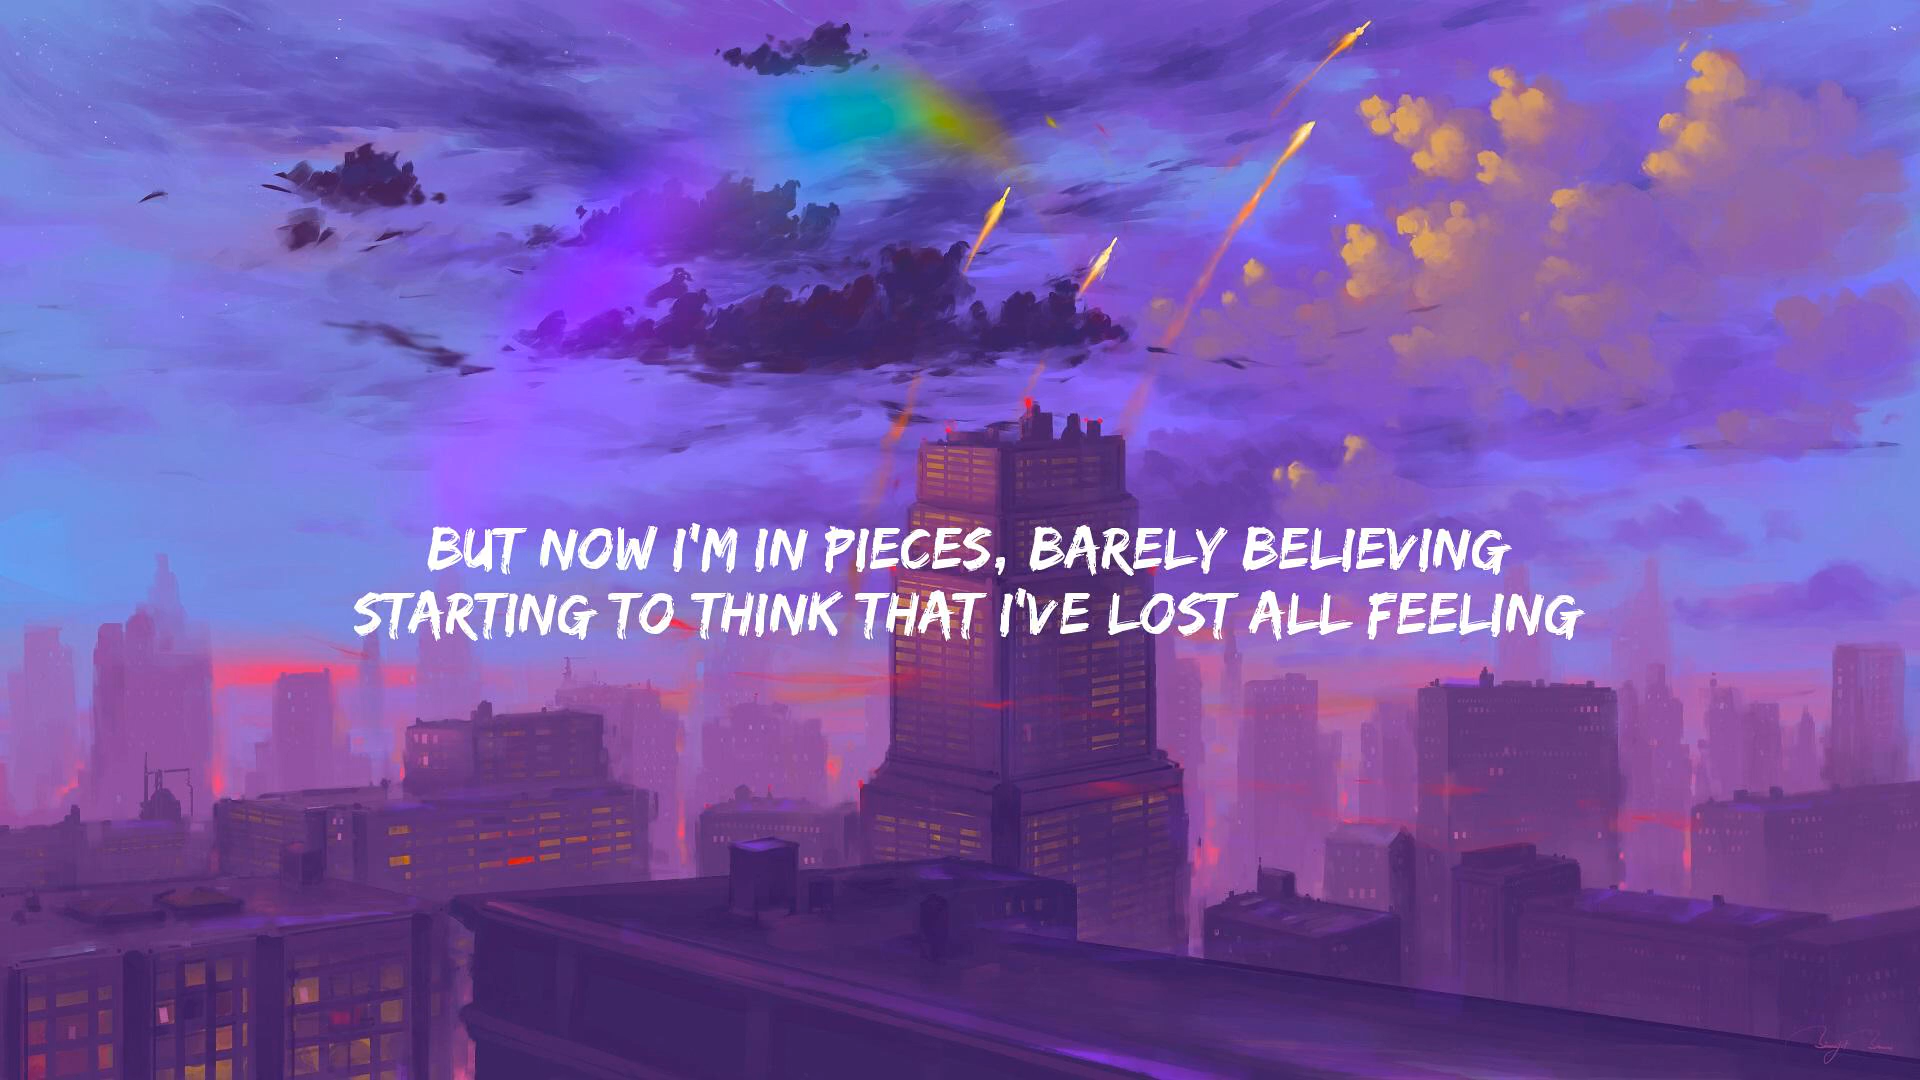 BUT NOW I'M IN PIECES, BARELY BELIEVING
STARTING TO THINK THAT I'VE LOST ALL FEELING